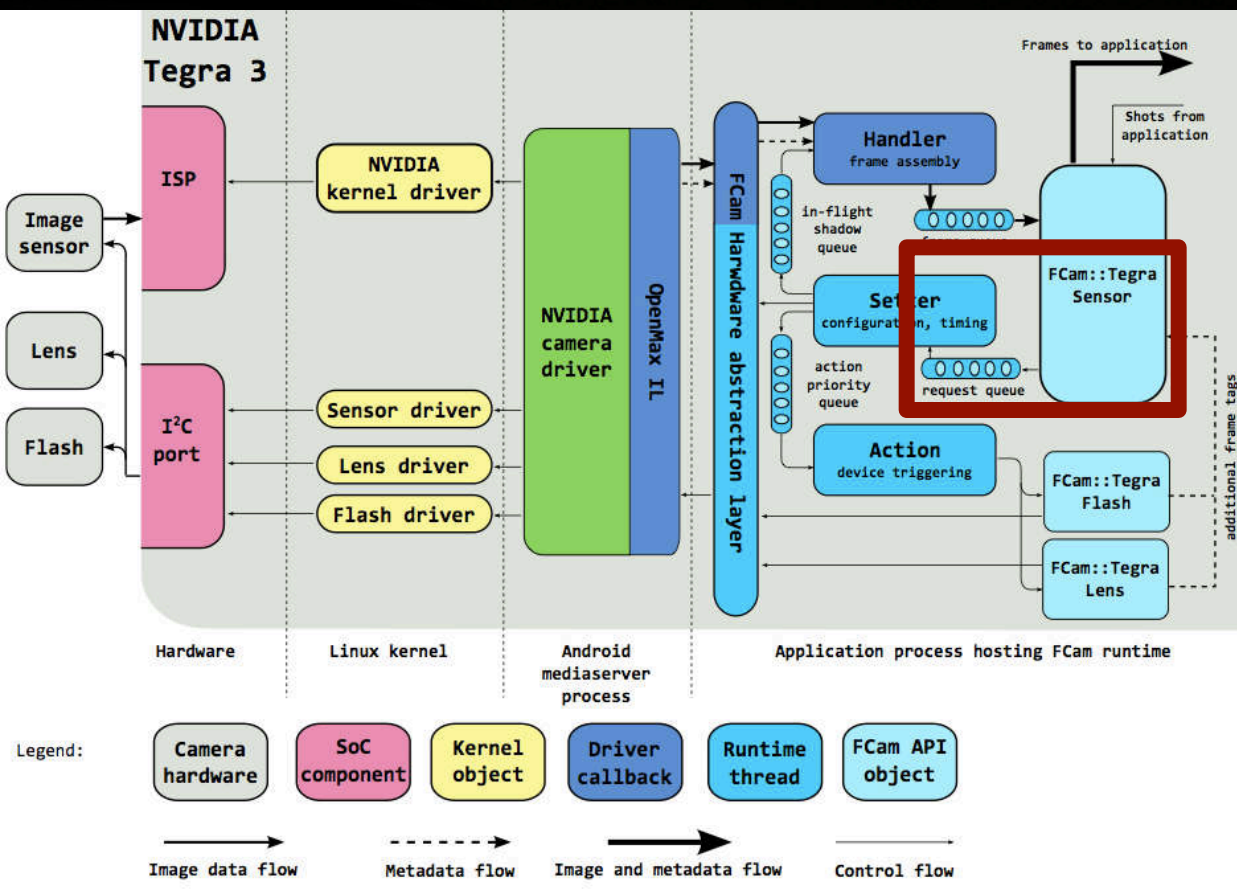 NVIDIA
Tegra 3
Frames to application
Shots from
application
Handler
frame assembly
ISP
NVIDIA
kernel driver
Image
sensor
in-flight
shadow
queue
FCam Harwdware abstraction layer
FCam::Tegra
Sensor
Setter
configuration, timing
OpenMax IL
NVIDIA
camera
driver
Lens
request queue
action
priority
queue
Sensor driver
I²C
port
Flash
Action
device triggering
Lens driver
FCam::Tegra
Flash
additional frame tags
Flash driver
FCam::Tegra
Lens
Hardware
Linux kernel
Android
mediaserver
process
Application process hosting FCam runtime
Legend:
Camera
hardware
SoC
component
Kernel
object
Driver
callback
Runtime
thread
FCam API
object
Image data flow
Metadata flow
Image and metadata flow
Control flow